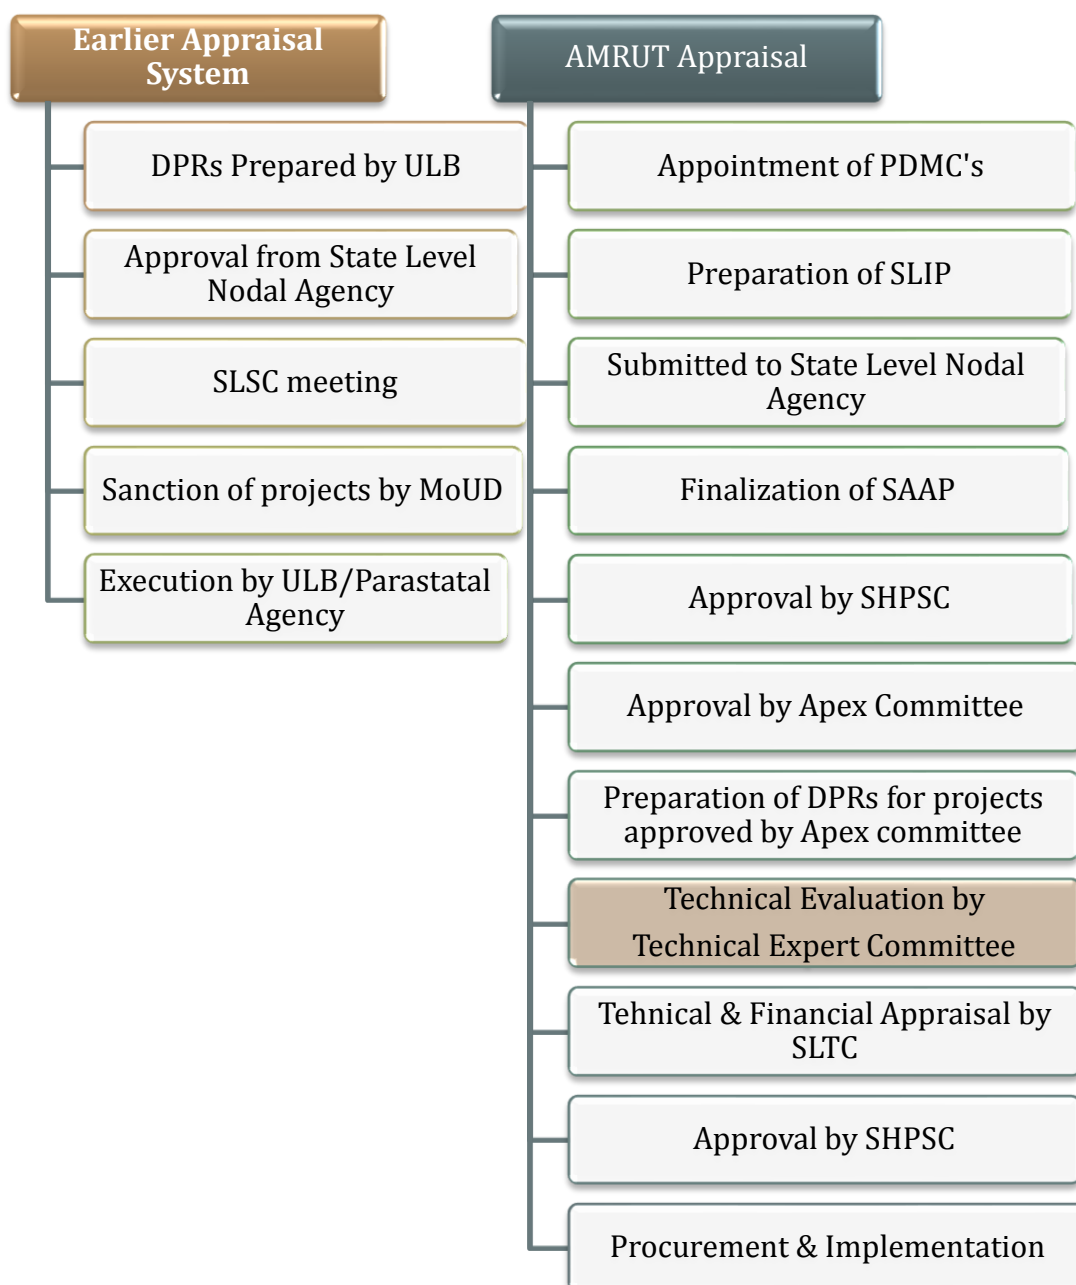 Earlier Appraisal
System
DPRs Prepared by ULB
Approval from State Level
Nodal Agency
SLSC meeting
Sanction of projects by MoUD
Execution by ULB/Parastatal
Agency
AMRUT Appraisal
Appointment of PDMC's
Preparation of SLIP
Submitted to State Level Nodal
Agency
Finalization of SAAP
Approval by SHPSC
Approval by Apex Committee
Preparation of DPRs for projects
approved by Apex committee
Technical Evaluation by
Technical Expert Committee
Tehnical & Financial Appraisal by
SLTC
Approval by SHPSC
Procurement & Implementation